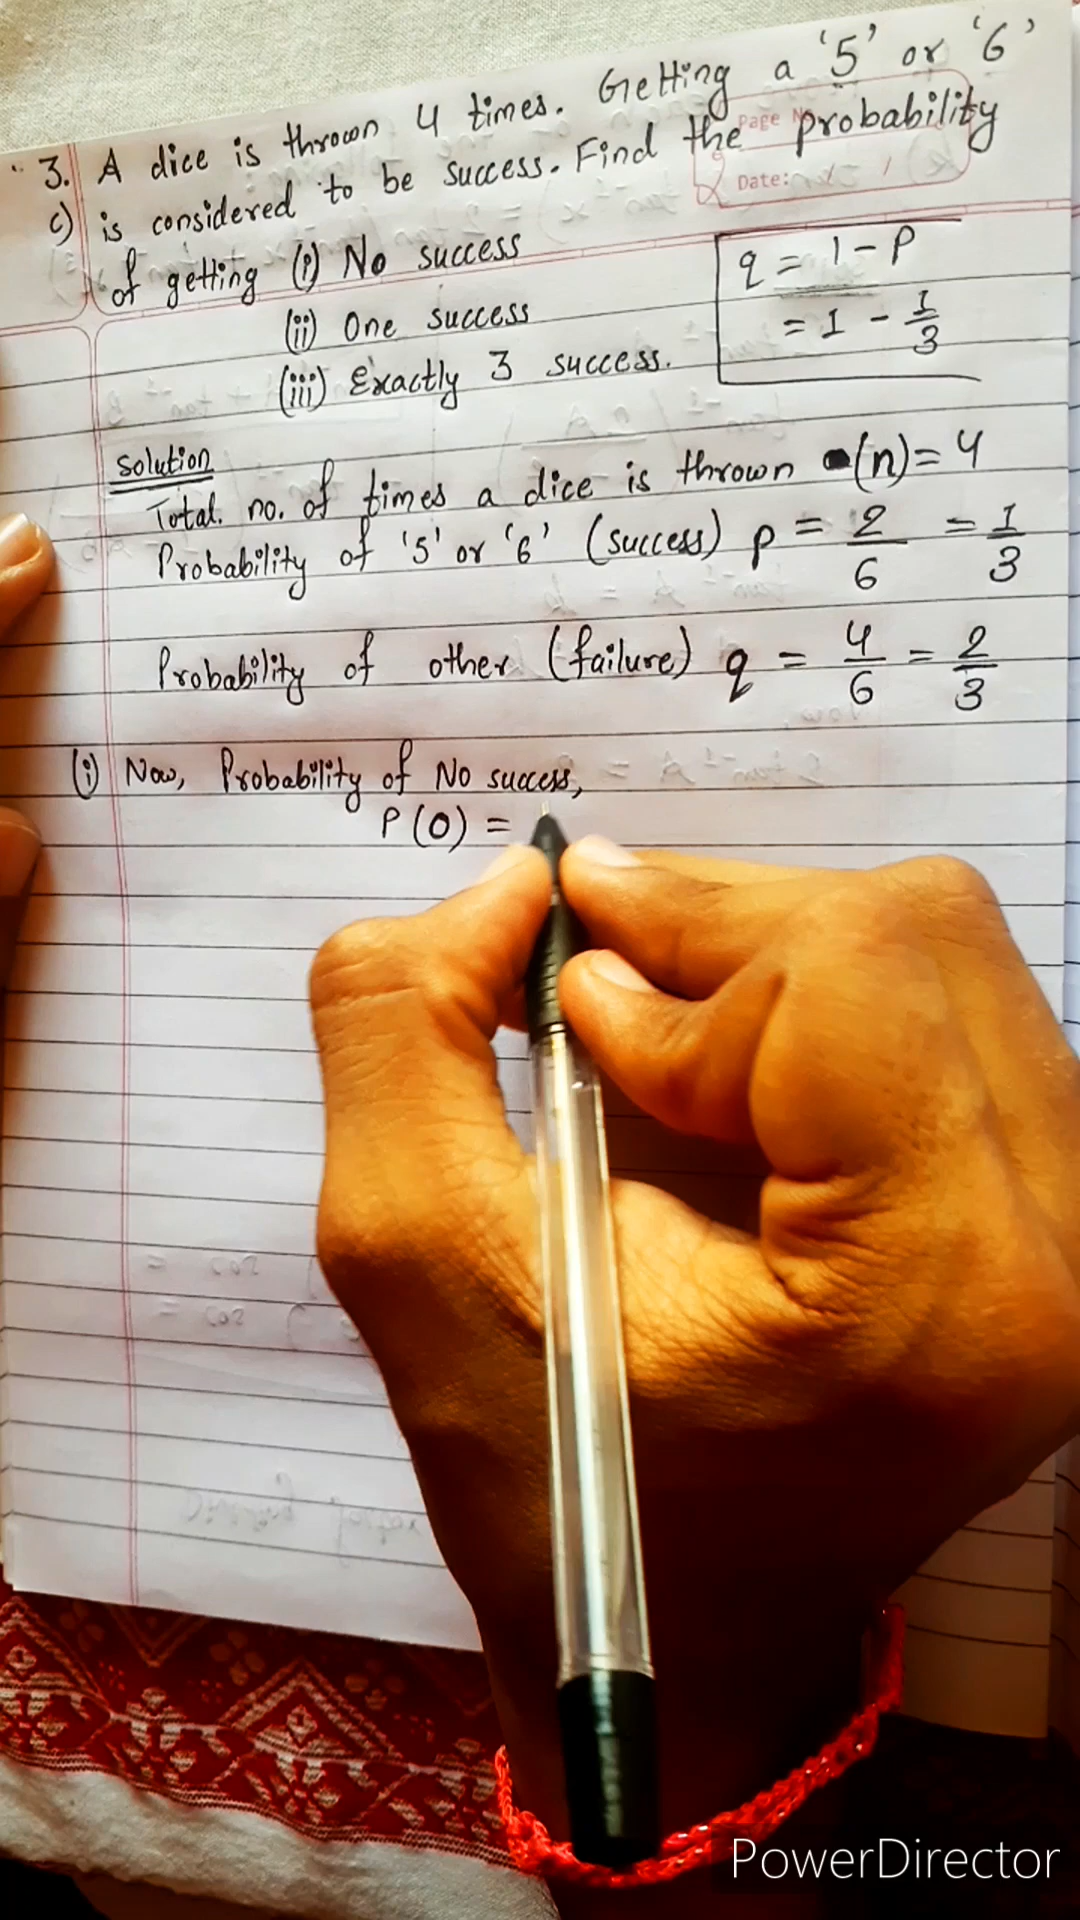 3. A dice is thrown 4 times. Getting a '5' or '6'
c) is considered to be success. Find the probability
of getting (i) No success
(ii) One success
(iii) Exactly 3 success.
Page N
Date: / /
q = 1 - P
= 1 - 1/3
Solution
Total. no. of times a dice is thrown (n) = 4
Probability of '5' or '6' (success) p = 2/6 = 1/3
Probability of other (failure) q = 4/6 = 2/3
(i) Now, Probability of No success,
P(0) =
PowerDirector